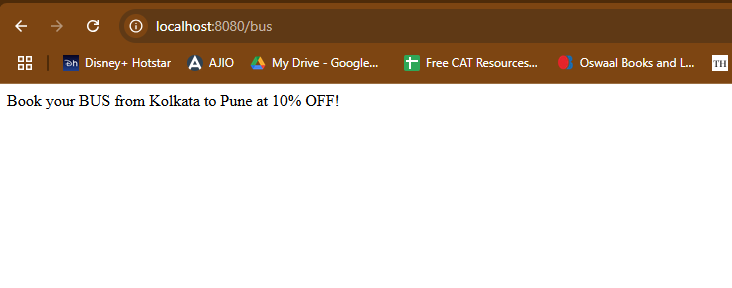 localhost:8080/bus
Disney+ Hotstar AJIO My Drive - Google... Free CAT Resources... Oswaal Books and L... TH
Book your BUS from Kolkata to Pune at 10% OFF!